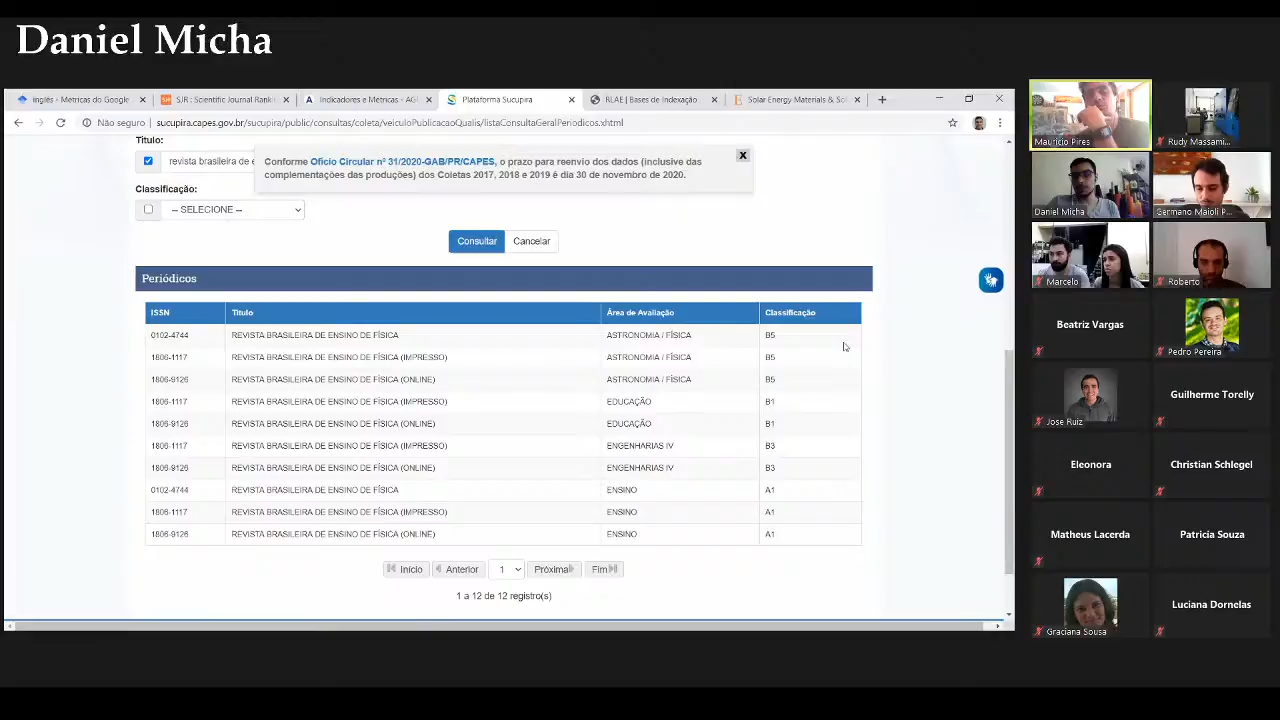 Daniel Micha
inglês - Métricas do Google
SJR : Scientific Journal Rankin
Indicadores e Métricas - AG
Plataforma Sucupira
RLAE | Bases de Indexação
Solar Energy Materials & So
Não seguro
sucupira.capes.gov.br/sucupira/public/consultas/coleta/veiculoPublicacaoQualis/listaConsultaGeralPeriodicos.xhtml
Título:
revista brasileira de e
Conforme Ofício Circular nº 31/2020-GAB/PR/CAPES, o prazo para reenvio dos dados (inclusive das
complementações das produções) dos Coletas 2017, 2018 e 2019 é dia 30 de novembro de 2020.
X
Classificação:
-- SELECIONE --
Consultar Cancelar
Periódicos
ISSN Título Área de Avaliação Classificação
0102-4744 REVISTA BRASILEIRA DE ENSINO DE FÍSICA ASTRONOMIA / FÍSICA B5
1806-1117 REVISTA BRASILEIRA DE ENSINO DE FÍSICA (IMPRESSO) ASTRONOMIA / FÍSICA B5
1806-9126 REVISTA BRASILEIRA DE ENSINO DE FÍSICA (ONLINE) ASTRONOMIA / FÍSICA B5
1806-1117 REVISTA BRASILEIRA DE ENSINO DE FÍSICA (IMPRESSO) EDUCAÇÃO B1
1806-9126 REVISTA BRASILEIRA DE ENSINO DE FÍSICA (ONLINE) EDUCAÇÃO B1
1806-1117 REVISTA BRASILEIRA DE ENSINO DE FÍSICA (IMPRESSO) ENGENHARIAS IV B3
1806-9126 REVISTA BRASILEIRA DE ENSINO DE FÍSICA (ONLINE) ENGENHARIAS IV B3
0102-4744 REVISTA BRASILEIRA DE ENSINO DE FÍSICA ENSINO A1
1806-1117 REVISTA BRASILEIRA DE ENSINO DE FÍSICA (IMPRESSO) ENSINO A1
1806-9126 REVISTA BRASILEIRA DE ENSINO DE FÍSICA (ONLINE) ENSINO A1
Início Anterior 1 Próxima Fim
1 a 12 de 12 registro(s)
Mauricio Pires
Rudy Massami...
Daniel Micha
Germano Maioli P...
Marcelo
Roberto
Beatriz Vargas
Pedro Pereira
Jose Ruiz
Guilherme Torelly
Eleonora
Christian Schlegel
Matheus Lacerda
Patricia Souza
Graciana Sousa
Luciana Dornelas